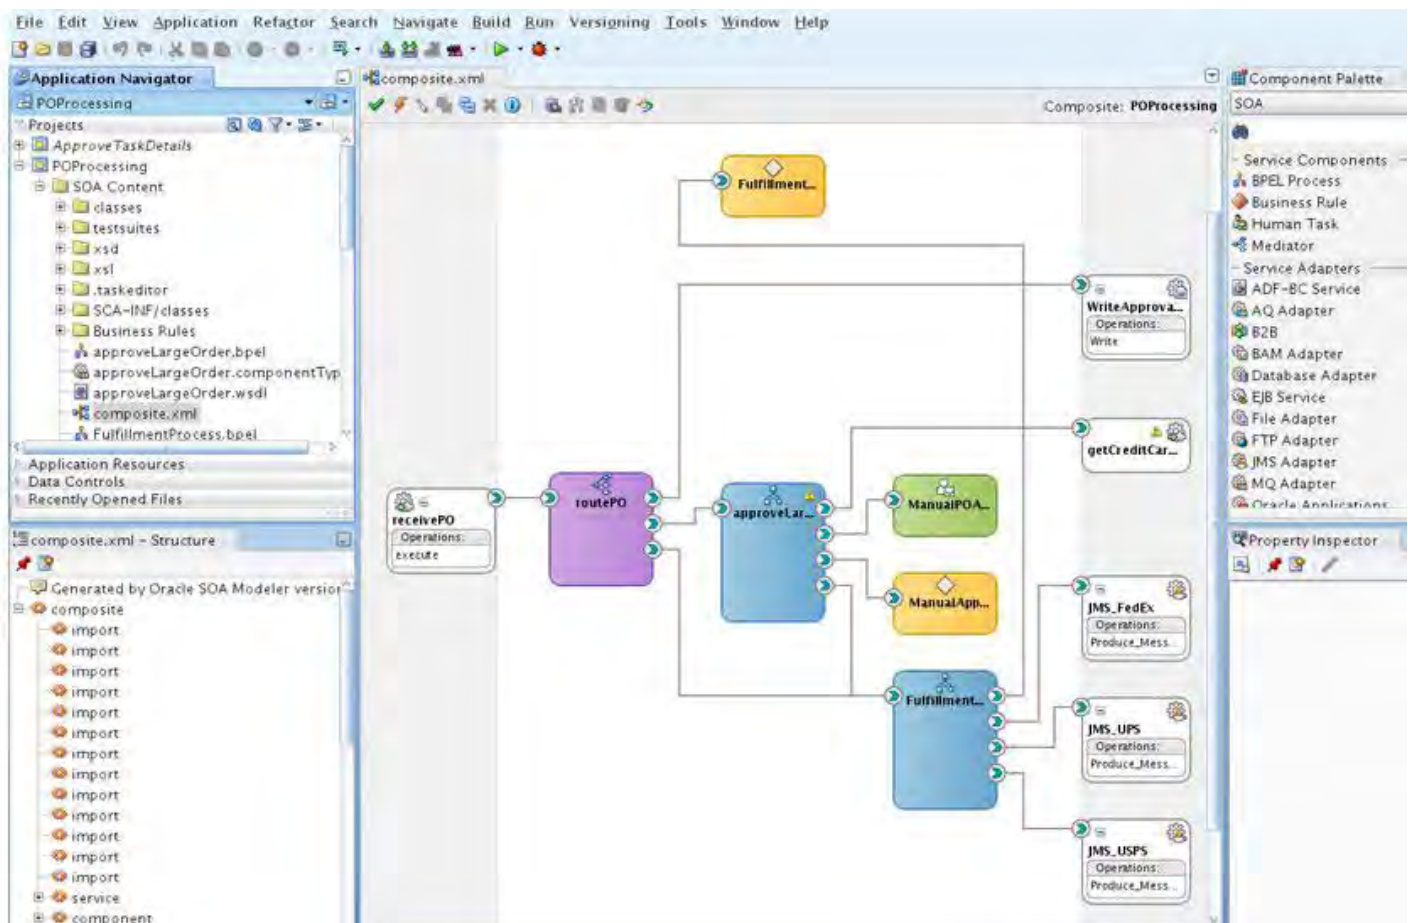 File Edit View Application Refactor Search Navigate Build Run Versioning Tools Window Help
Application Navigator
POProcessing
Projects
ApproveTaskDetails
POProcessing
SOA Content
classes
testsuites
xsd
xsl
.taskeditor
SCA-INF/classes
Business Rules
approveLargeOrder.bpel
approveLargeOrder.componentTyp
approveLargeOrder.wsdl
composite.xml
FulfillmentProcess.bpel
Application Resources
Data Controls
Recently Opened Files
composite.xml - Structure
Generated by Oracle SOA Modeler version
composite
import
import
import
import
import
import
import
import
import
import
import
import
import
service
component
composite.xml
Composite: POProcessing
Fulfillment...
WriteApprova...
Operations:
Write
getCreditCar...
receivePO
Operations:
execute
routePO
approveLar...
ManualPOA...
ManualApp...
Fulfillment...
JMS_FedEx
Operations:
Produce_Mess...
JMS_UPS
Operations:
Produce_Mess...
JMS_USPS
Operations:
Produce_Mess...
Component Palette
SOA
Service Components
BPEL Process
Business Rule
Human Task
Mediator
Service Adapters
ADF-BC Service
AQ Adapter
B2B
BAM Adapter
Database Adapter
EJB Service
File Adapter
FTP Adapter
JMS Adapter
MQ Adapter
Oracle Applications
Property Inspector